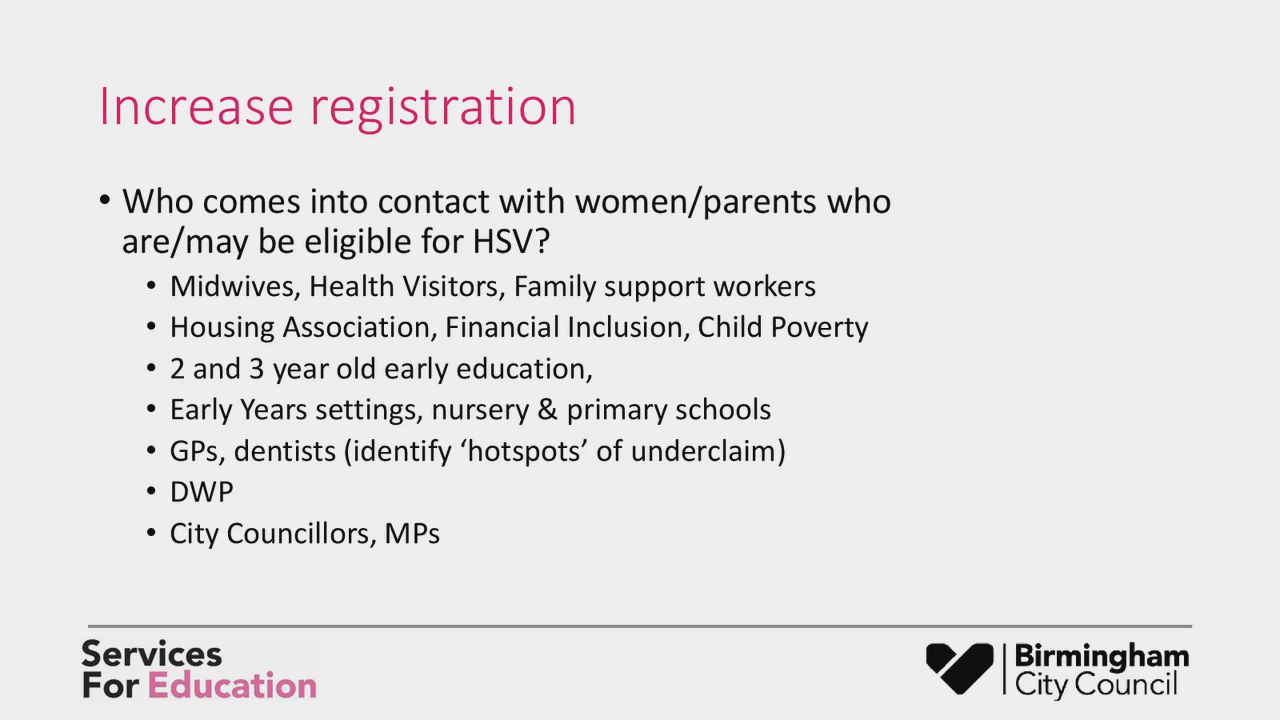 Increase registration
• Who comes into contact with women/parents who
are/may be eligible for HSV?
• Midwives, Health Visitors, Family support workers
• Housing Association, Financial Inclusion, Child Poverty
• 2 and 3 year old early education,
• Early Years settings, nursery & primary schools
• GPs, dentists (identify ‘hotspots’ of underclaim)
• DWP
• City Councillors, MPs
Services
For Education
Birmingham
City Council